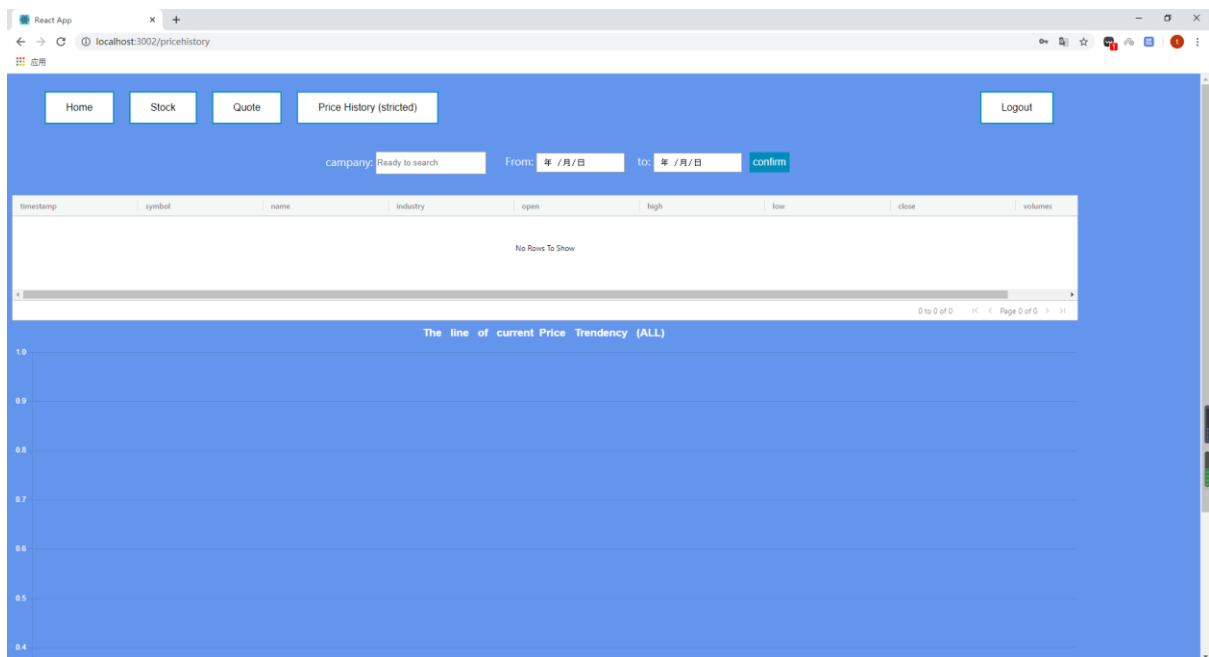 React App
localhost:3002/pricehistory
应用
Home Stock Quote Price History (stricted) Logout
campany: Ready to search From: 年 /月/日 to: 年 /月/日 confirm
timestamp symbol name industry open high low close volumes
No Rows To Show
0 to 0 of 0 Page 0 of 0
The line of current Price Trendency (ALL)
1.0
0.9
0.8
0.7
0.6
0.5
0.4